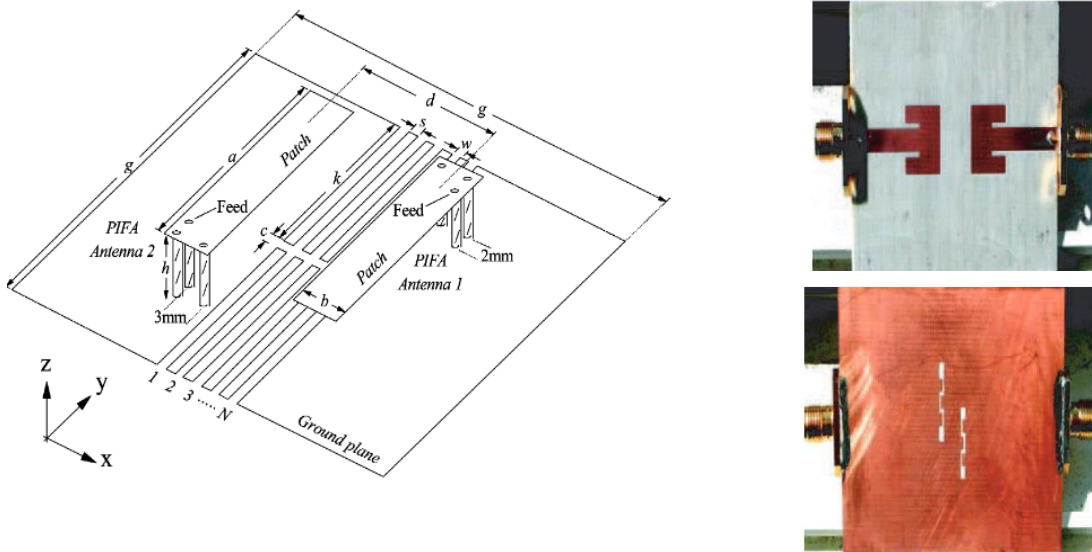 g
d
g
s
w
a
Patch
k
Feed
Feed
PIFA
Antenna 2
c
h
2mm
PIFA
Antenna 1
Patch
b
3mm
1 2 3 ..... N
Ground plane
z
y
x